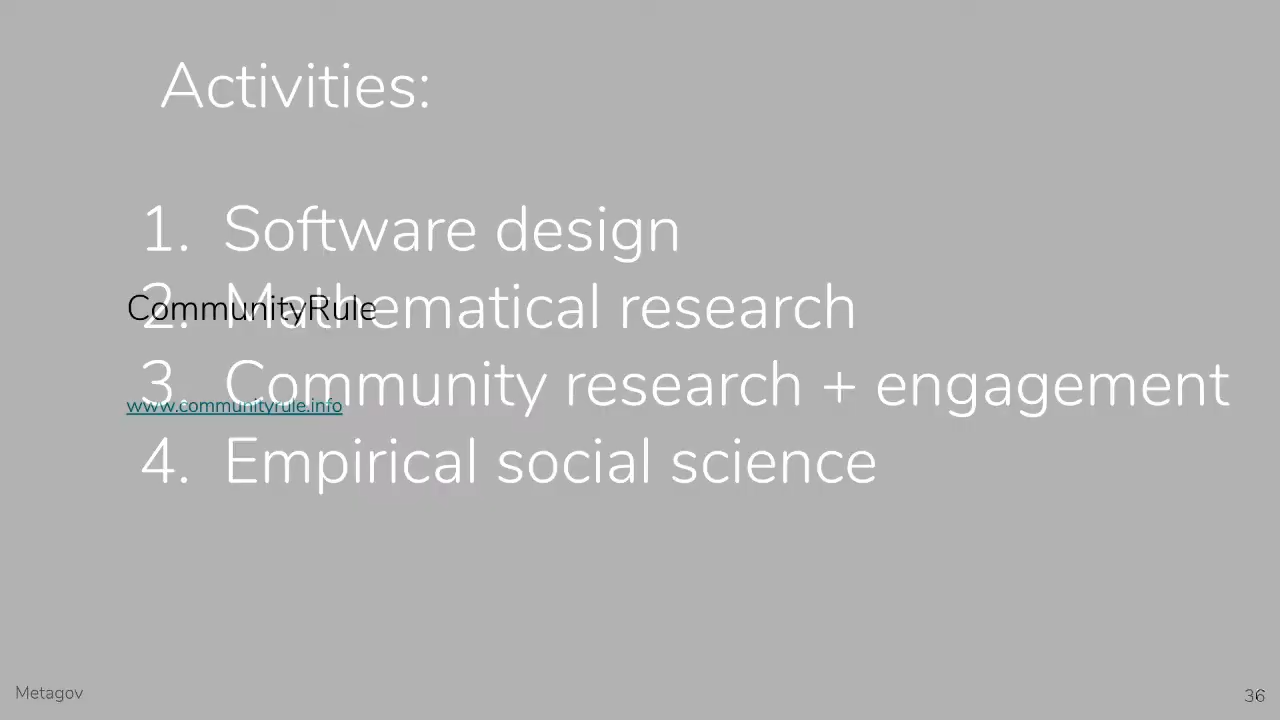 Activities:
1. Software design
2. Mathematical research
CommunityRule
3. Community research + engagement
www.communityrule.info
4. Empirical social science
Metagov
36